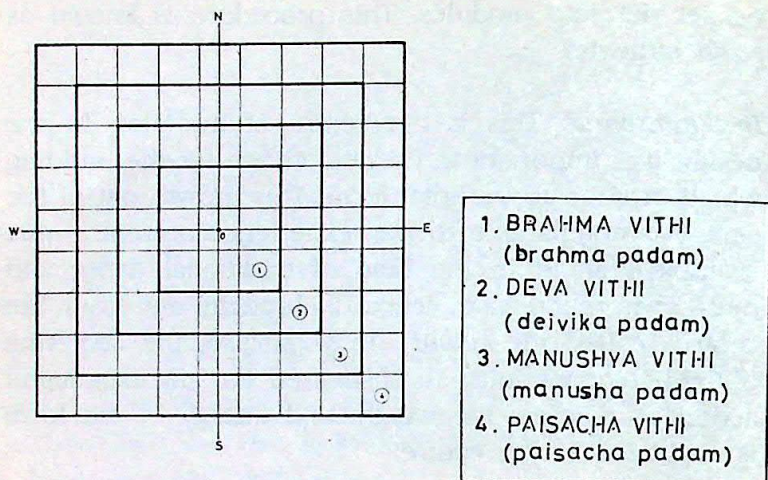 N
W
E
S
O
1
2
3
4
1. BRAHMA VITHI
(brahma padam)
2. DEVA VITHI
(deivika padam)
3. MANUSHYA VITHI
(manusha padam)
4. PAISACHA VITHI
(paisacha padam)